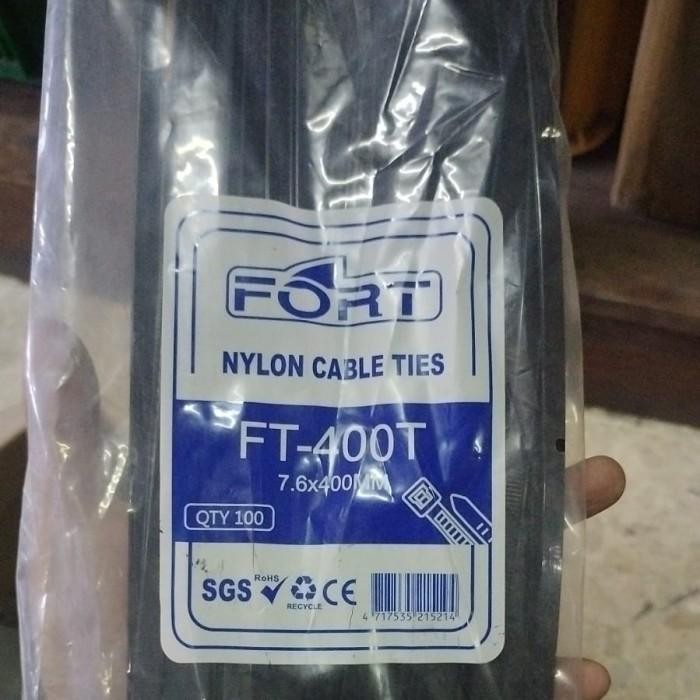 FORT
NYLON CABLE TIES
FT-400T
7.6x400MM
QTY 100
SGS RoHS CE
RECYCLE
4 717535 215214